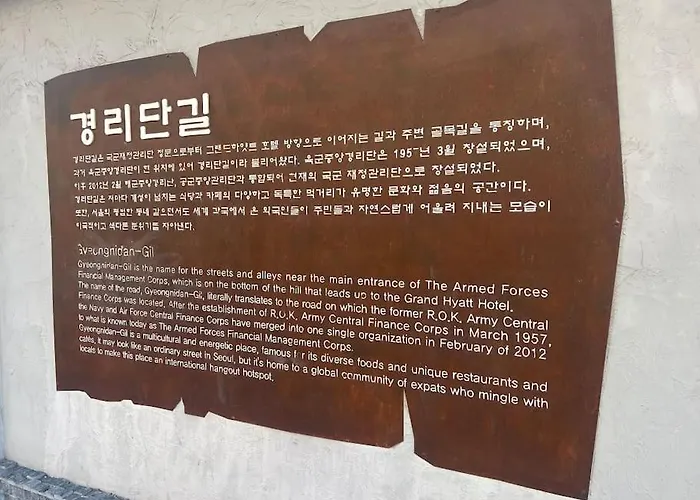 경리단길
경리단길은 국군재정관리단 정문으로부터 그랜드하얏트 호텔 방향으로 이어지는 길과 주변 골목길을 통칭하며,
과거 육군중앙경리단이 이 위치에 있어 경리단길이라 불리어졌다. 육군중앙경리단은 1957년 3월 창설되었으며,
이후 2012년 2월 해군중앙경리단, 공군중앙관리단과 통합되어 현재의 국군 재정관리단으로 창설되었다.
경리단길은 저마다 개성이 넘치는 식당과 카페의 다양하고 독특한 먹거리가 유명한 문화와 젊음의 공간이다.
또한, 서울의 평범한 동네 같으면서도 세계 각국에서 온 외국인들이 주민들과 자연스럽게 어울려 지내는 모습이
이국적이고 색다른 분위기를 자아낸다.
Gyeongnidan-Gil
Gyeongnidan-Gil is the name for the streets and alleys near the main entrance of The Armed Forces
Financial Management Corps, which is on the bottom of the hill that leads up to the Grand Hyatt Hotel.
The name of the road, Gyeongnidan-Gil, literally translates to the road on which the former R.O.K. Army Central
Finance Corps was located. After the establishment of R.O.K. Army Central Finance Corps in March 1957,
the Navy and Air Force Central Finance Corps have merged into one single organization in February of 2012
to what is known today as The Armed Forces Financial Management Corps.
Gyeongnidan-Gil is a multicultural and energetic place, famous for its diverse foods and unique restaurants and
cafés. It may look like an ordinary street in Seoul, but it's home to a global community of expats who mingle with
locals to make this place an international hangout hotspot.